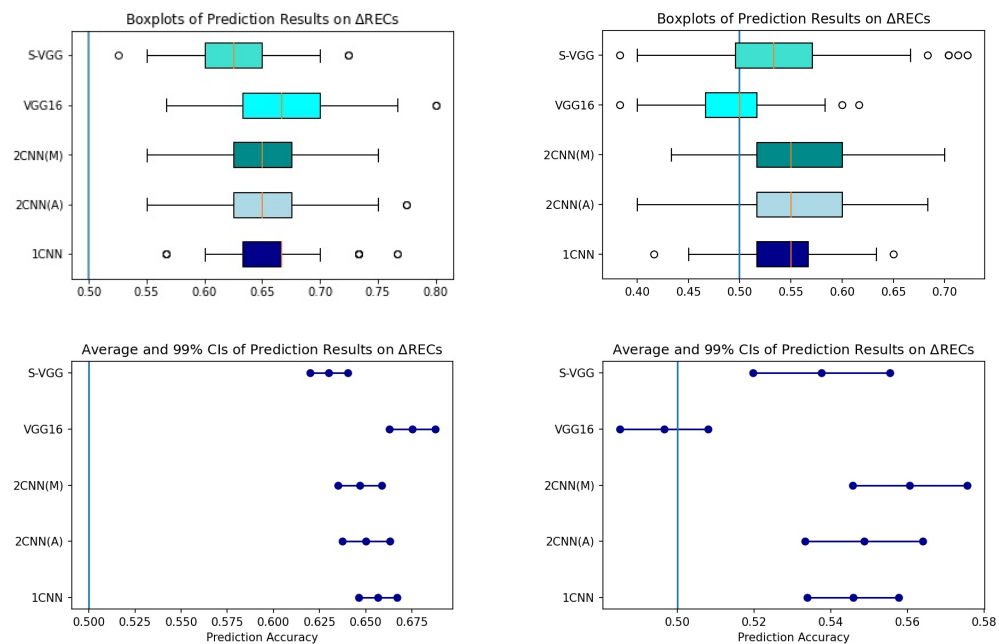 Boxplots of Prediction Results on ΔRECs
S-VGG
VGG16
2CNN(M)
2CNN(A)
1CNN
0.50 0.55 0.60 0.65 0.70 0.75 0.80
Boxplots of Prediction Results on ΔRECs
S-VGG
VGG16
2CNN(M)
2CNN(A)
1CNN
0.40 0.45 0.50 0.55 0.60 0.65 0.70
Average and 99% CIs of Prediction Results on ΔRECs
S-VGG
VGG16
2CNN(M)
2CNN(A)
1CNN
0.500 0.525 0.550 0.575 0.600 0.625 0.650 0.675
Prediction Accuracy
Average and 99% CIs of Prediction Results on ΔRECs
S-VGG
VGG16
2CNN(M)
2CNN(A)
1CNN
0.50 0.52 0.54 0.56 0.58
Prediction Accuracy